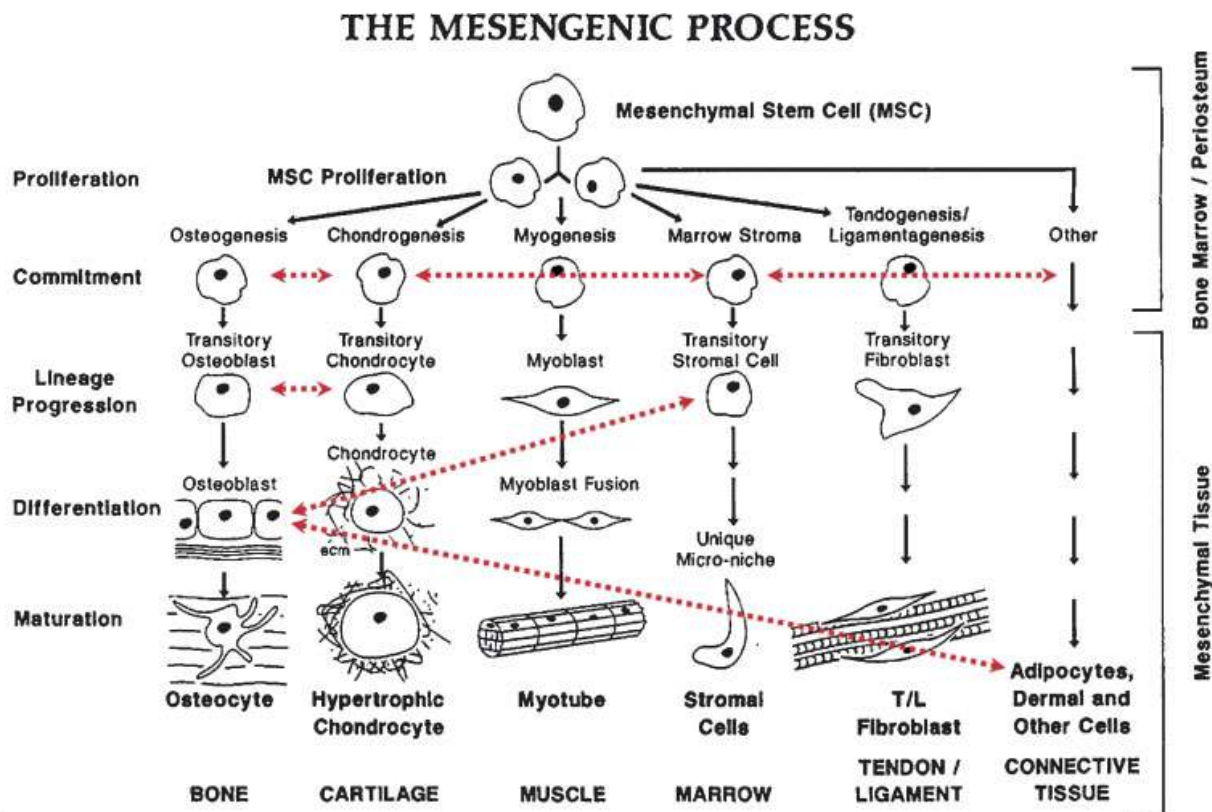 THE MESENGENIC PROCESS
Mesenchymal Stem Cell (MSC)
Proliferation
MSC Proliferation
Osteogenesis
Chondrogenesis
Myogenesis
Marrow Stroma
Tendogenesis/
Ligamentagenesis
Other
Commitment
Transitory
Osteoblast
Transitory
Chondrocyte
Myoblast
Transitory
Stromal Cell
Transitory
Fibroblast
Lineage
Progression
Chondrocyte
Osteoblast
Myoblast Fusion
Differentiation
ecm
Unique
Micro-niche
Maturation
Osteocyte
Hypertrophic
Chondrocyte
Myotube
Stromal
Cells
T/L
Fibroblast
Adipocytes,
Dermal and
Other Cells
BONE
CARTILAGE
MUSCLE
MARROW
TENDON /
LIGAMENT
CONNECTIVE
TISSUE
Bone Marrow / Periosteum
Mesenchymal Tissue